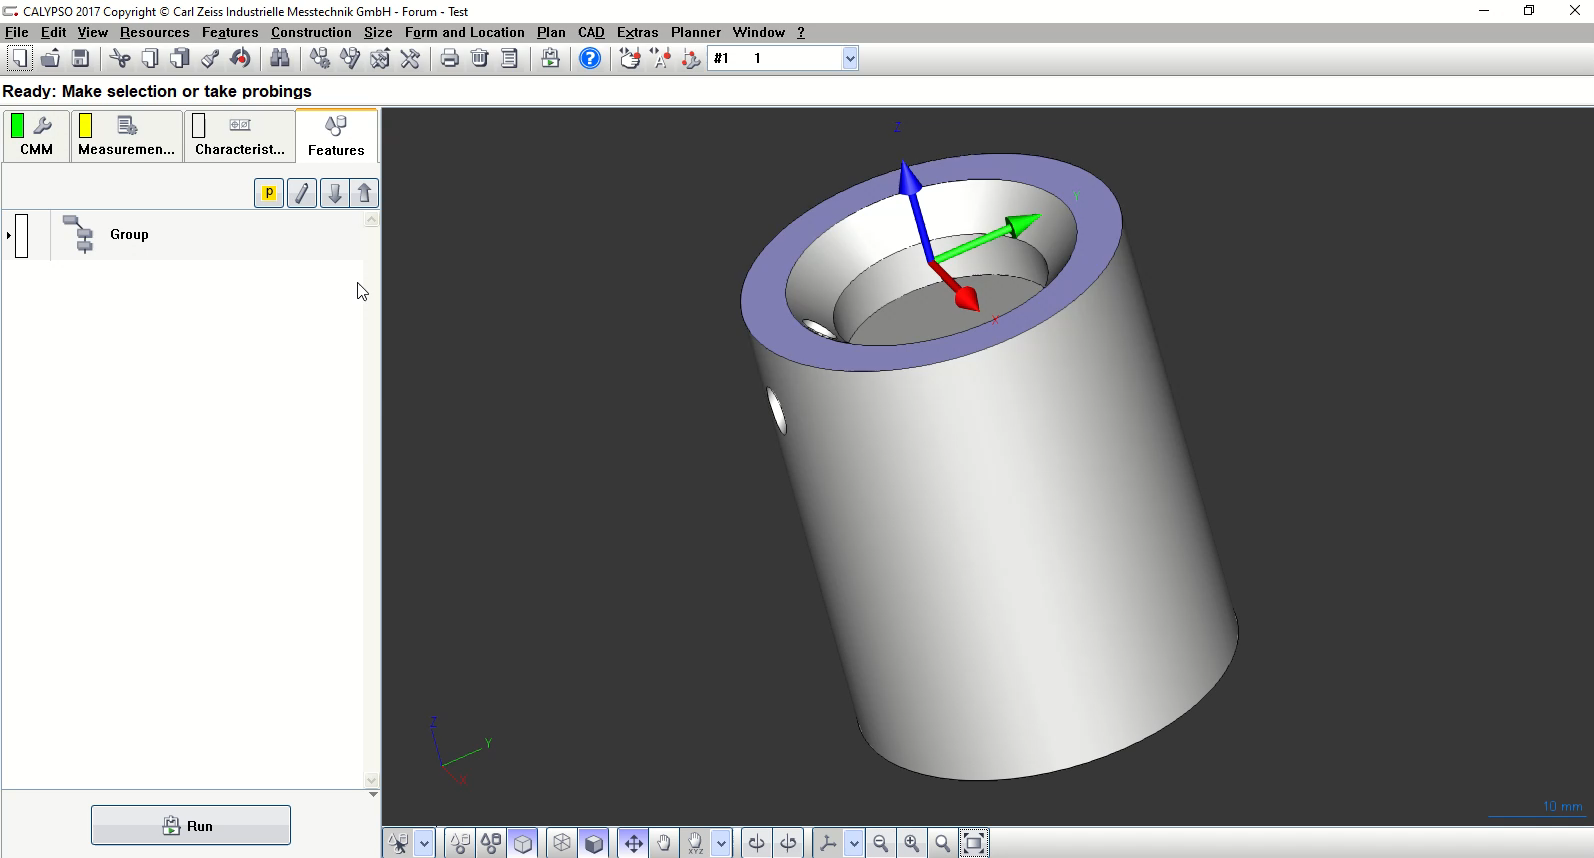 CALYPSO 2017 Copyright © Carl Zeiss Industrielle Messtechnik GmbH - Forum - Test
File Edit View Resources Features Construction Size Form and Location Plan CAD Extras Planner Window ?
#1 1
Ready: Make selection or take probings
CMM Measuremen... Characterist... Features
p
Group
Z
Y
X
Z
Y
X
10 mm
Run
XYZ